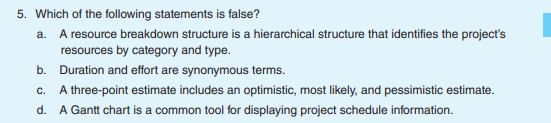 5. Which of the following statements is false?
a. A resource breakdown structure is a hierarchical structure that identifies the project's
resources by category and type.
b. Duration and effort are synonymous terms.
c. A three-point estimate includes an optimistic, most likely, and pessimistic estimate.
d. A Gantt chart is a common tool for displaying project schedule information.